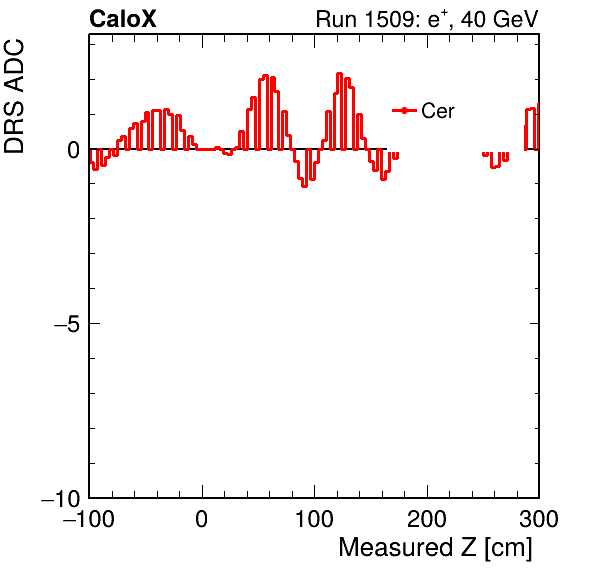 CaloX Run 1509: e⁺, 40 GeV
DRS ADC
Cer
0
−5
−10
−100 0 100 200 300
Measured Z [cm]